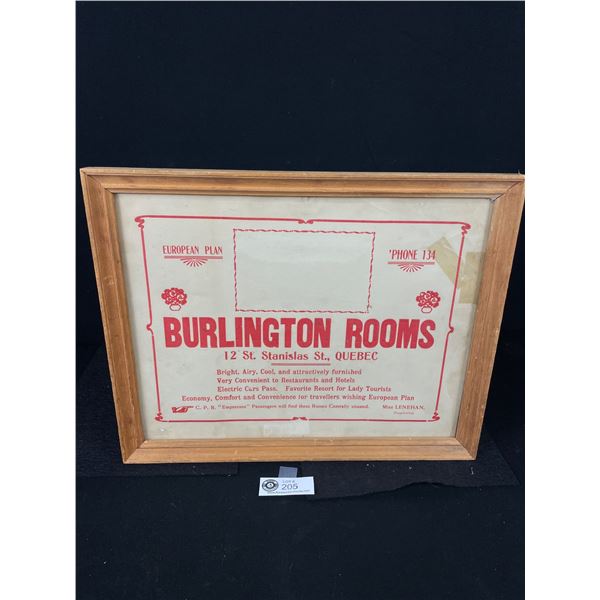 EUROPEAN PLAN
'PHONE 134
BURLINGTON ROOMS
12 St. Stanislas St., QUEBEC
Bright, Airy, Cool, and attractively furnished
Very Convenient to Restaurants and Hotels
Electric Cars Pass. Favorite Resort for Lady Tourists
Economy, Comfort and Convenience for travellers wishing European Plan
C. P. R. "Empresses" Passengers will find these Rooms Centrally situated. Miss LENEHAN,
Proprietress
LOT #
205